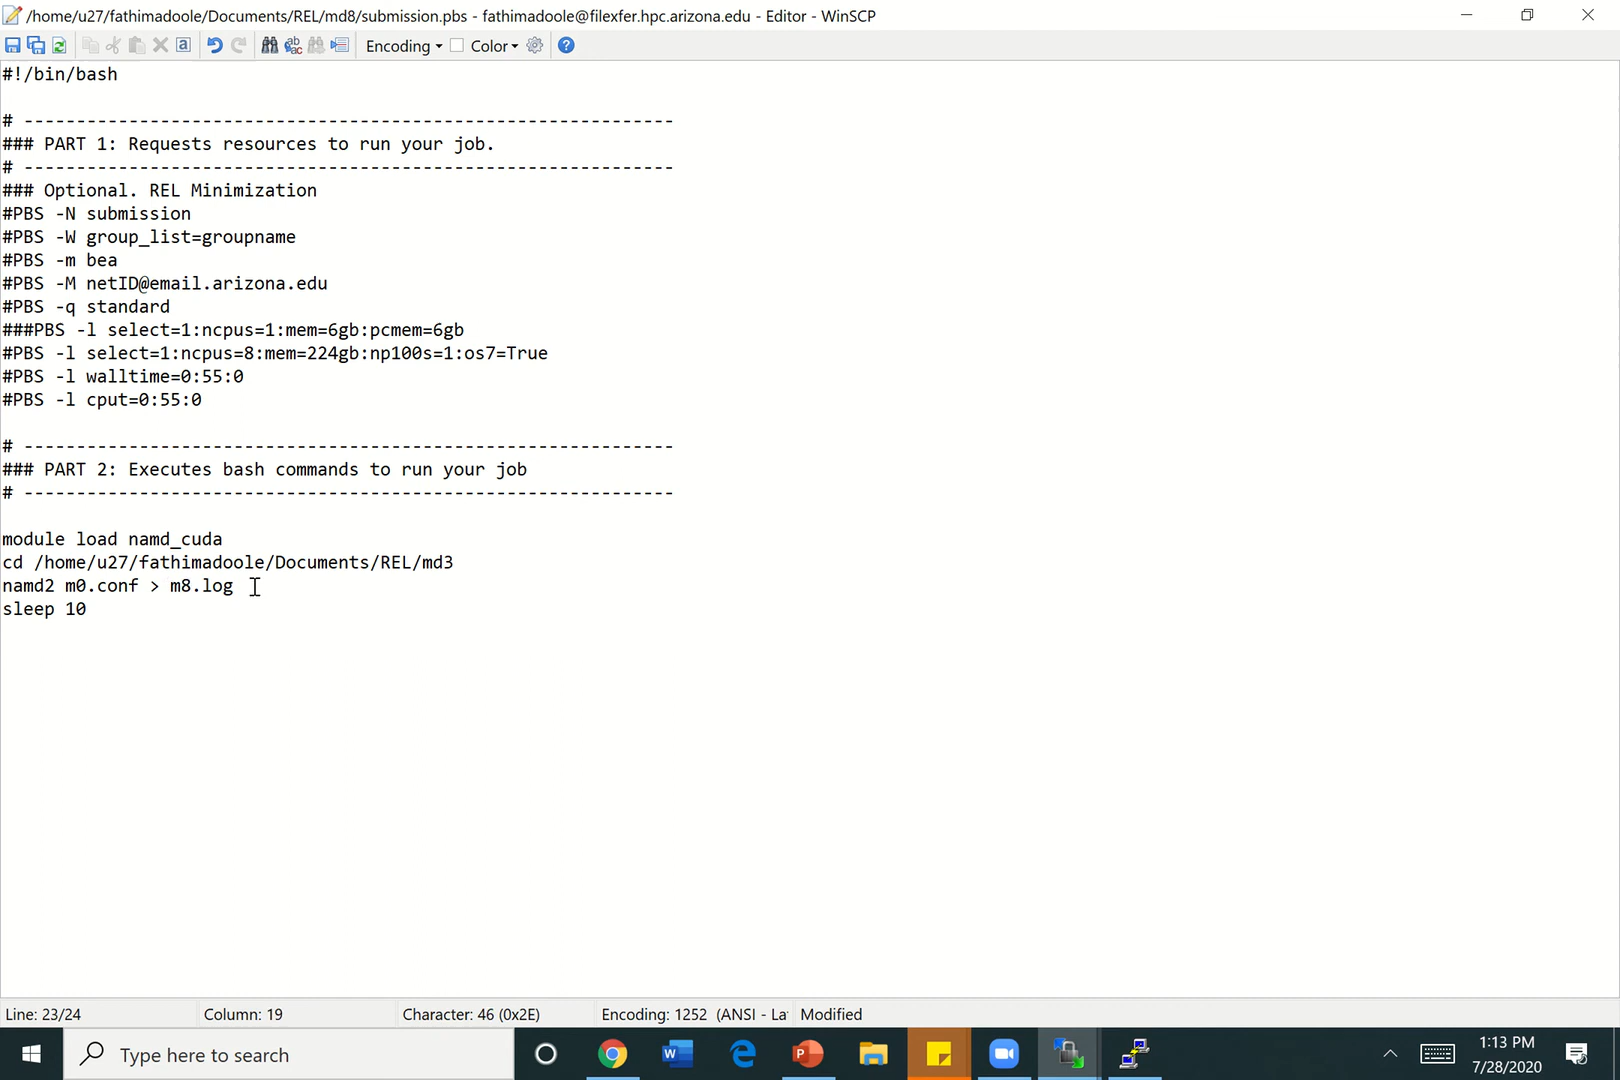 /home/u27/fathimadoole/Documents/REL/md8/submission.pbs - fathimadoole@filexfer.hpc.arizona.edu - Editor - WinSCP
Encoding Color
#!/bin/bash
# --------------------------------------------------------------
### PART 1: Requests resources to run your job.
# --------------------------------------------------------------
### Optional. REL Minimization
#PBS -N submission
#PBS -W group_list=groupname
#PBS -m bea
#PBS -M netID@email.arizona.edu
#PBS -q standard
###PBS -l select=1:ncpus=1:mem=6gb:pcmem=6gb
#PBS -l select=1:ncpus=8:mem=224gb:np100s=1:os7=True
#PBS -l walltime=0:55:0
#PBS -l cput=0:55:0
# --------------------------------------------------------------
### PART 2: Executes bash commands to run your job
# --------------------------------------------------------------
module load namd_cuda
cd /home/u27/fathimadoole/Documents/REL/md3
namd2 m0.conf > m8.log
sleep 10
Line: 23/24 Column: 19 Character: 46 (0x2E) Encoding: 1252 (ANSI - La Modified
Type here to search
1:13 PM
7/28/2020